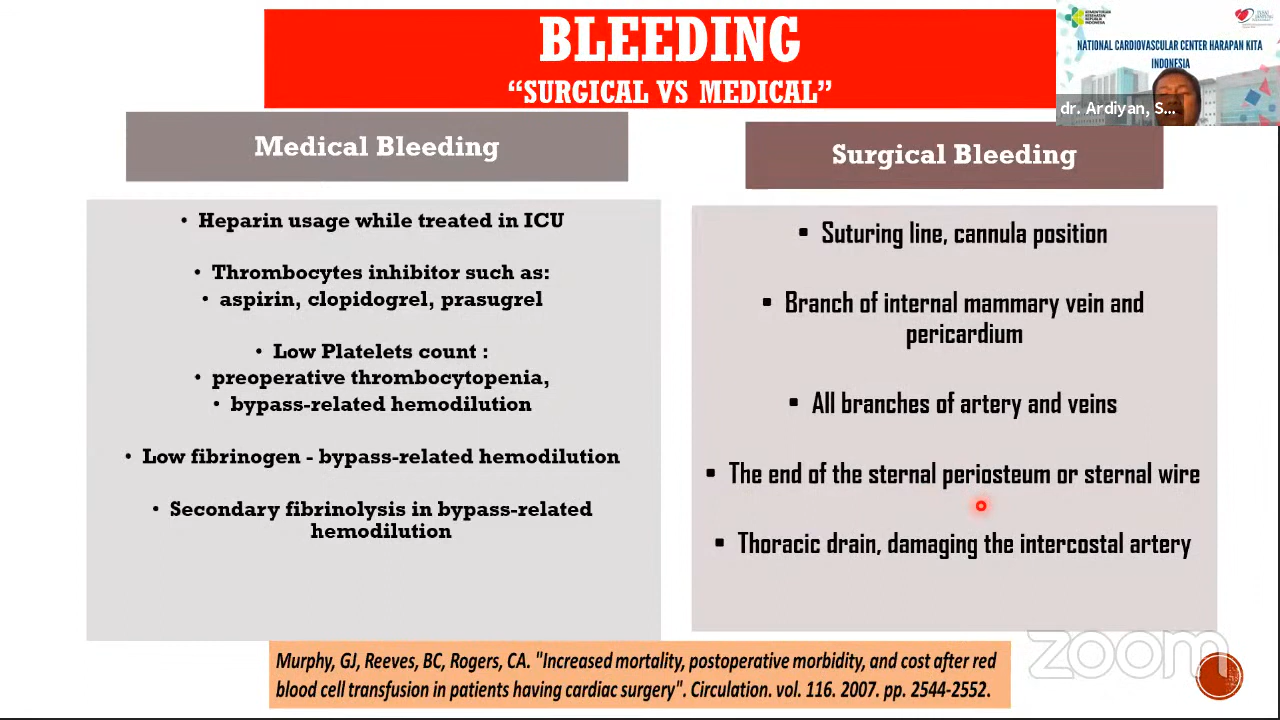 BLEEDING
“SURGICAL VS MEDICAL”
KEMENTERIAN
KESEHATAN
REPUBLIK
INDONESIA
NATIONAL CARDIOVASCULAR CENTER HARAPAN KITA
INDONESIA
dr. Ardiyan, S...
Medical Bleeding
• Heparin usage while treated in ICU
• Thrombocytes inhibitor such as:
• aspirin, clopidogrel, prasugrel
• Low Platelets count :
• preoperative thrombocytopenia,
• bypass-related hemodilution
• Low fibrinogen - bypass-related hemodilution
• Secondary fibrinolysis in bypass-related
hemodilution
Surgical Bleeding
▪ Suturing line, cannula position
▪ Branch of internal mammary vein and
pericardium
▪ All branches of artery and veins
▪ The end of the sternal periosteum or sternal wire
▪ Thoracic drain, damaging the intercostal artery
Murphy, GJ, Reeves, BC, Rogers, CA. "Increased mortality, postoperative morbidity, and cost after red
blood cell transfusion in patients having cardiac surgery". Circulation. vol. 116. 2007. pp. 2544-2552.
zoom